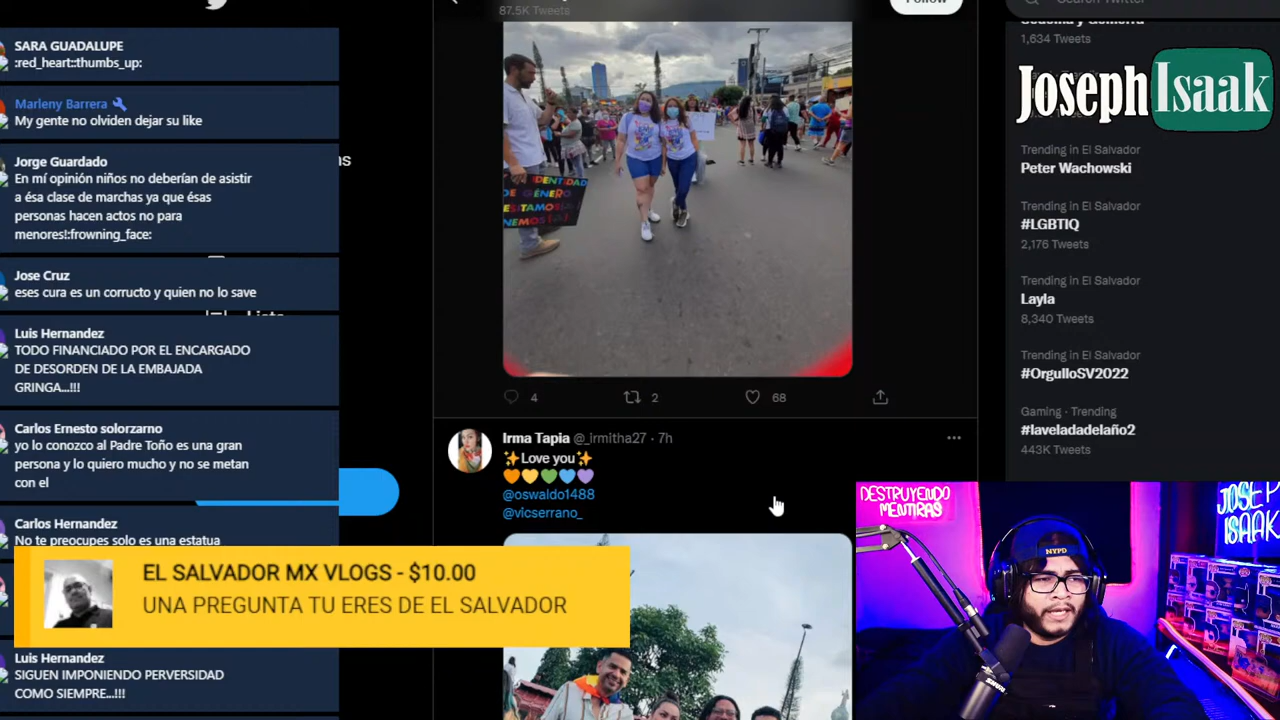 SARA GUADALUPE
:red_heart::thumbs_up:
Marleny Barrera
My gente no olviden dejar su like
Jorge Guardado
En mí opinión niños no deberían de asistir
a ésa clase de marchas ya que ésas
personas hacen actos no para
menores!:frowning_face:
Jose Cruz
eses cura es un corructo y quien no lo save
Luis Hernandez
TODO FINANCIADO POR EL ENCARGADO
DE DESORDEN DE LA EMBAJADA
GRINGA...!!!
Carlos Ernesto solorzarno
yo lo conozco al Padre Toño es una gran
persona y lo quiero mucho y no se metan
con el
Carlos Hernandez
No te preocupes solo es una estatua
EL SALVADOR MX VLOGS - $10.00
UNA PREGUNTA TU ERES DE EL SALVADOR
Luis Hernandez
SIGUEN IMPONIENDO PERVERSIDAD
COMO SIEMPRE...!!!
87.5K Tweets
Follow
IDENTIDAD
DE GÉNERO
4
2
68
Irma Tapia @_irmitha27 · 7h
✨Love you✨
🧡💛💚💙💜
@oswaldo1488
@vicserrano_
1,634 Tweets
Joseph Isaak
Trending in El Salvador
Peter Wachowski
Trending in El Salvador
#LGBTIQ
2,176 Tweets
Trending in El Salvador
Layla
8,340 Tweets
Trending in El Salvador
#OrgulloSV2022
Gaming · Trending
#laveladadelaño2
443K Tweets
DESTRUYENDO
MENTIRAS
NYPD